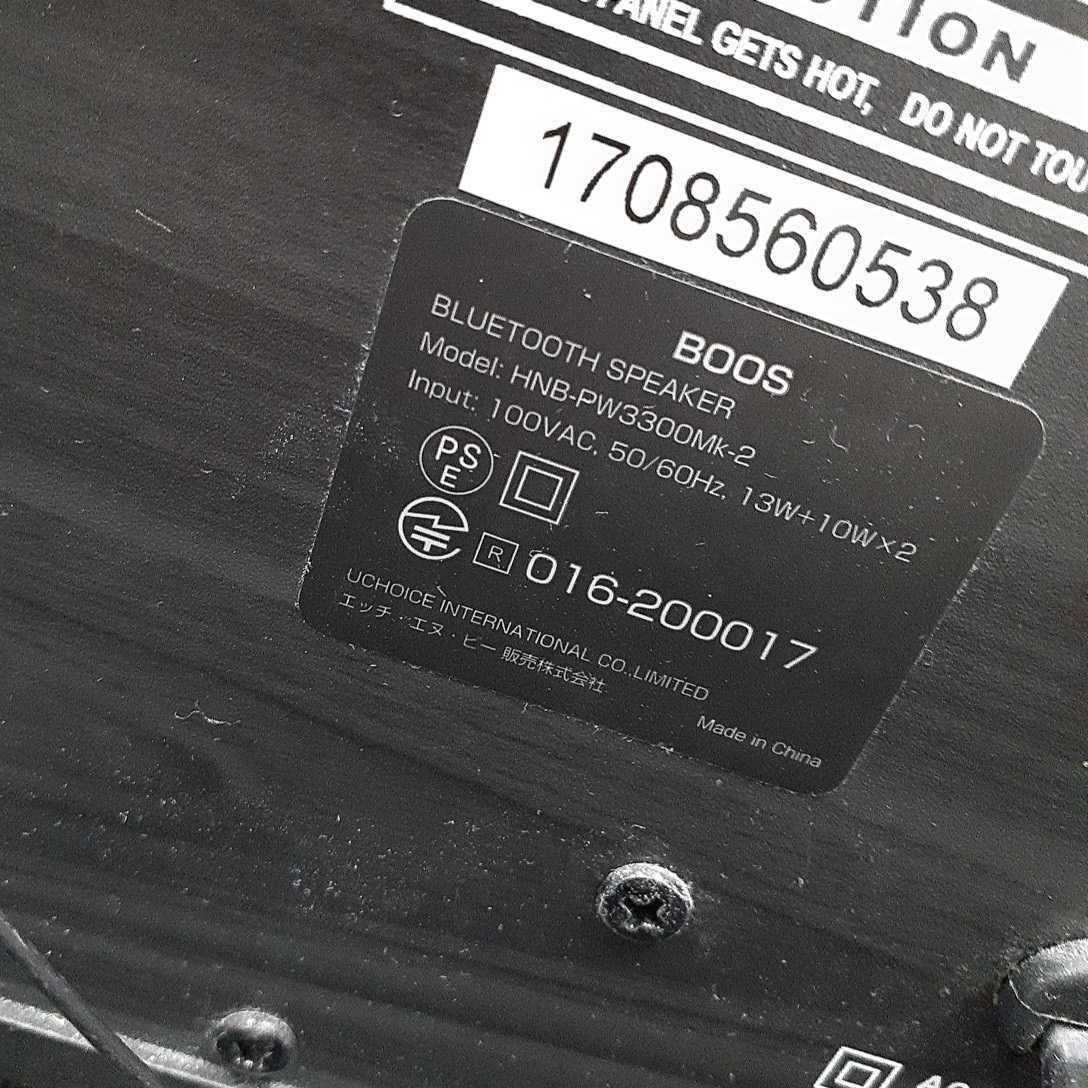 TION
PANEL GETS HOT, DO NOT TOU
1708560538
BOOS
BLUETOOTH SPEAKER
Model: HNB-PW3300Mk-2
Input: 100VAC, 50/60Hz, 13W+10W×2
PS
E
R 016-200017
UCHOICE INTERNATIONAL CO.,LIMITED
エッチ・エヌ・ビー 販売株式会社
Made in China